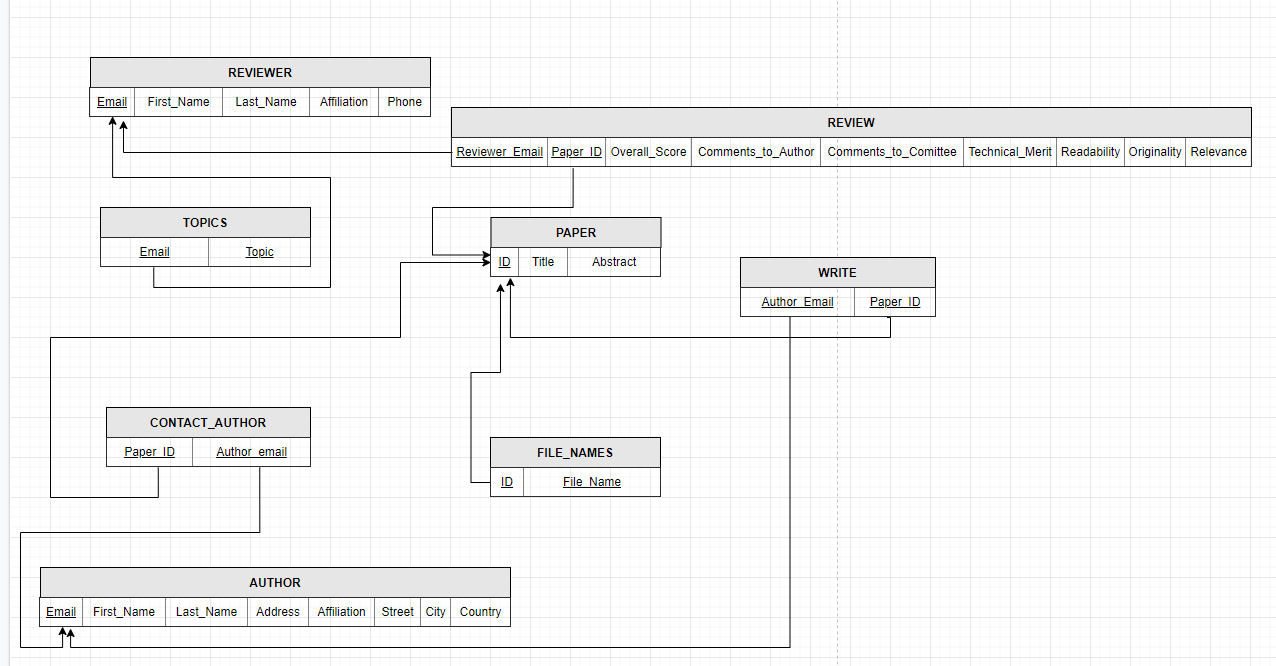 REVIEWER
Email First_Name Last_Name Affiliation Phone
REVIEW
Reviewer_Email Paper_ID Overall_Score Comments_to_Author Comments_to_Comittee Technical_Merit Readability Originality Relevance
TOPICS
Email Topic
PAPER
ID Title Abstract
WRITE
Author_Email Paper_ID
CONTACT_AUTHOR
Paper_ID Author_email
FILE_NAMES
ID File_Name
AUTHOR
Email First_Name Last_Name Address Affiliation Street City Country